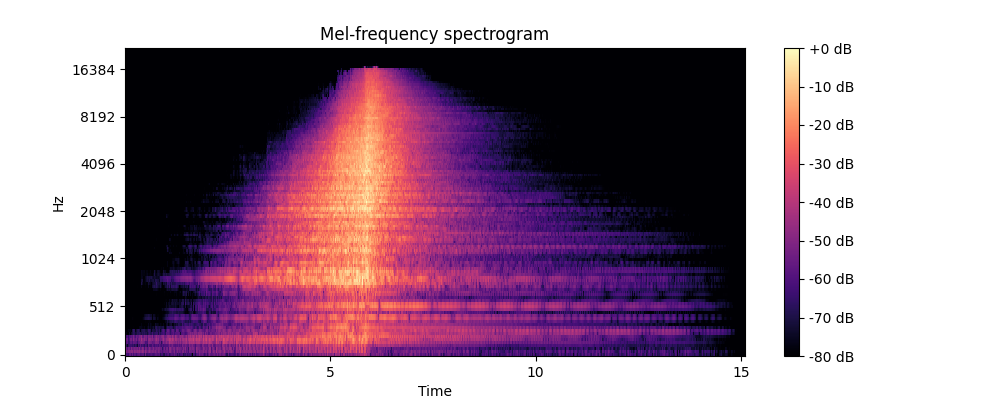 Mel-frequency spectrogram
Hz
16384
8192
4096
2048
1024
512
0
0 5 10 15
Time
+0 dB
-10 dB
-20 dB
-30 dB
-40 dB
-50 dB
-60 dB
-70 dB
-80 dB